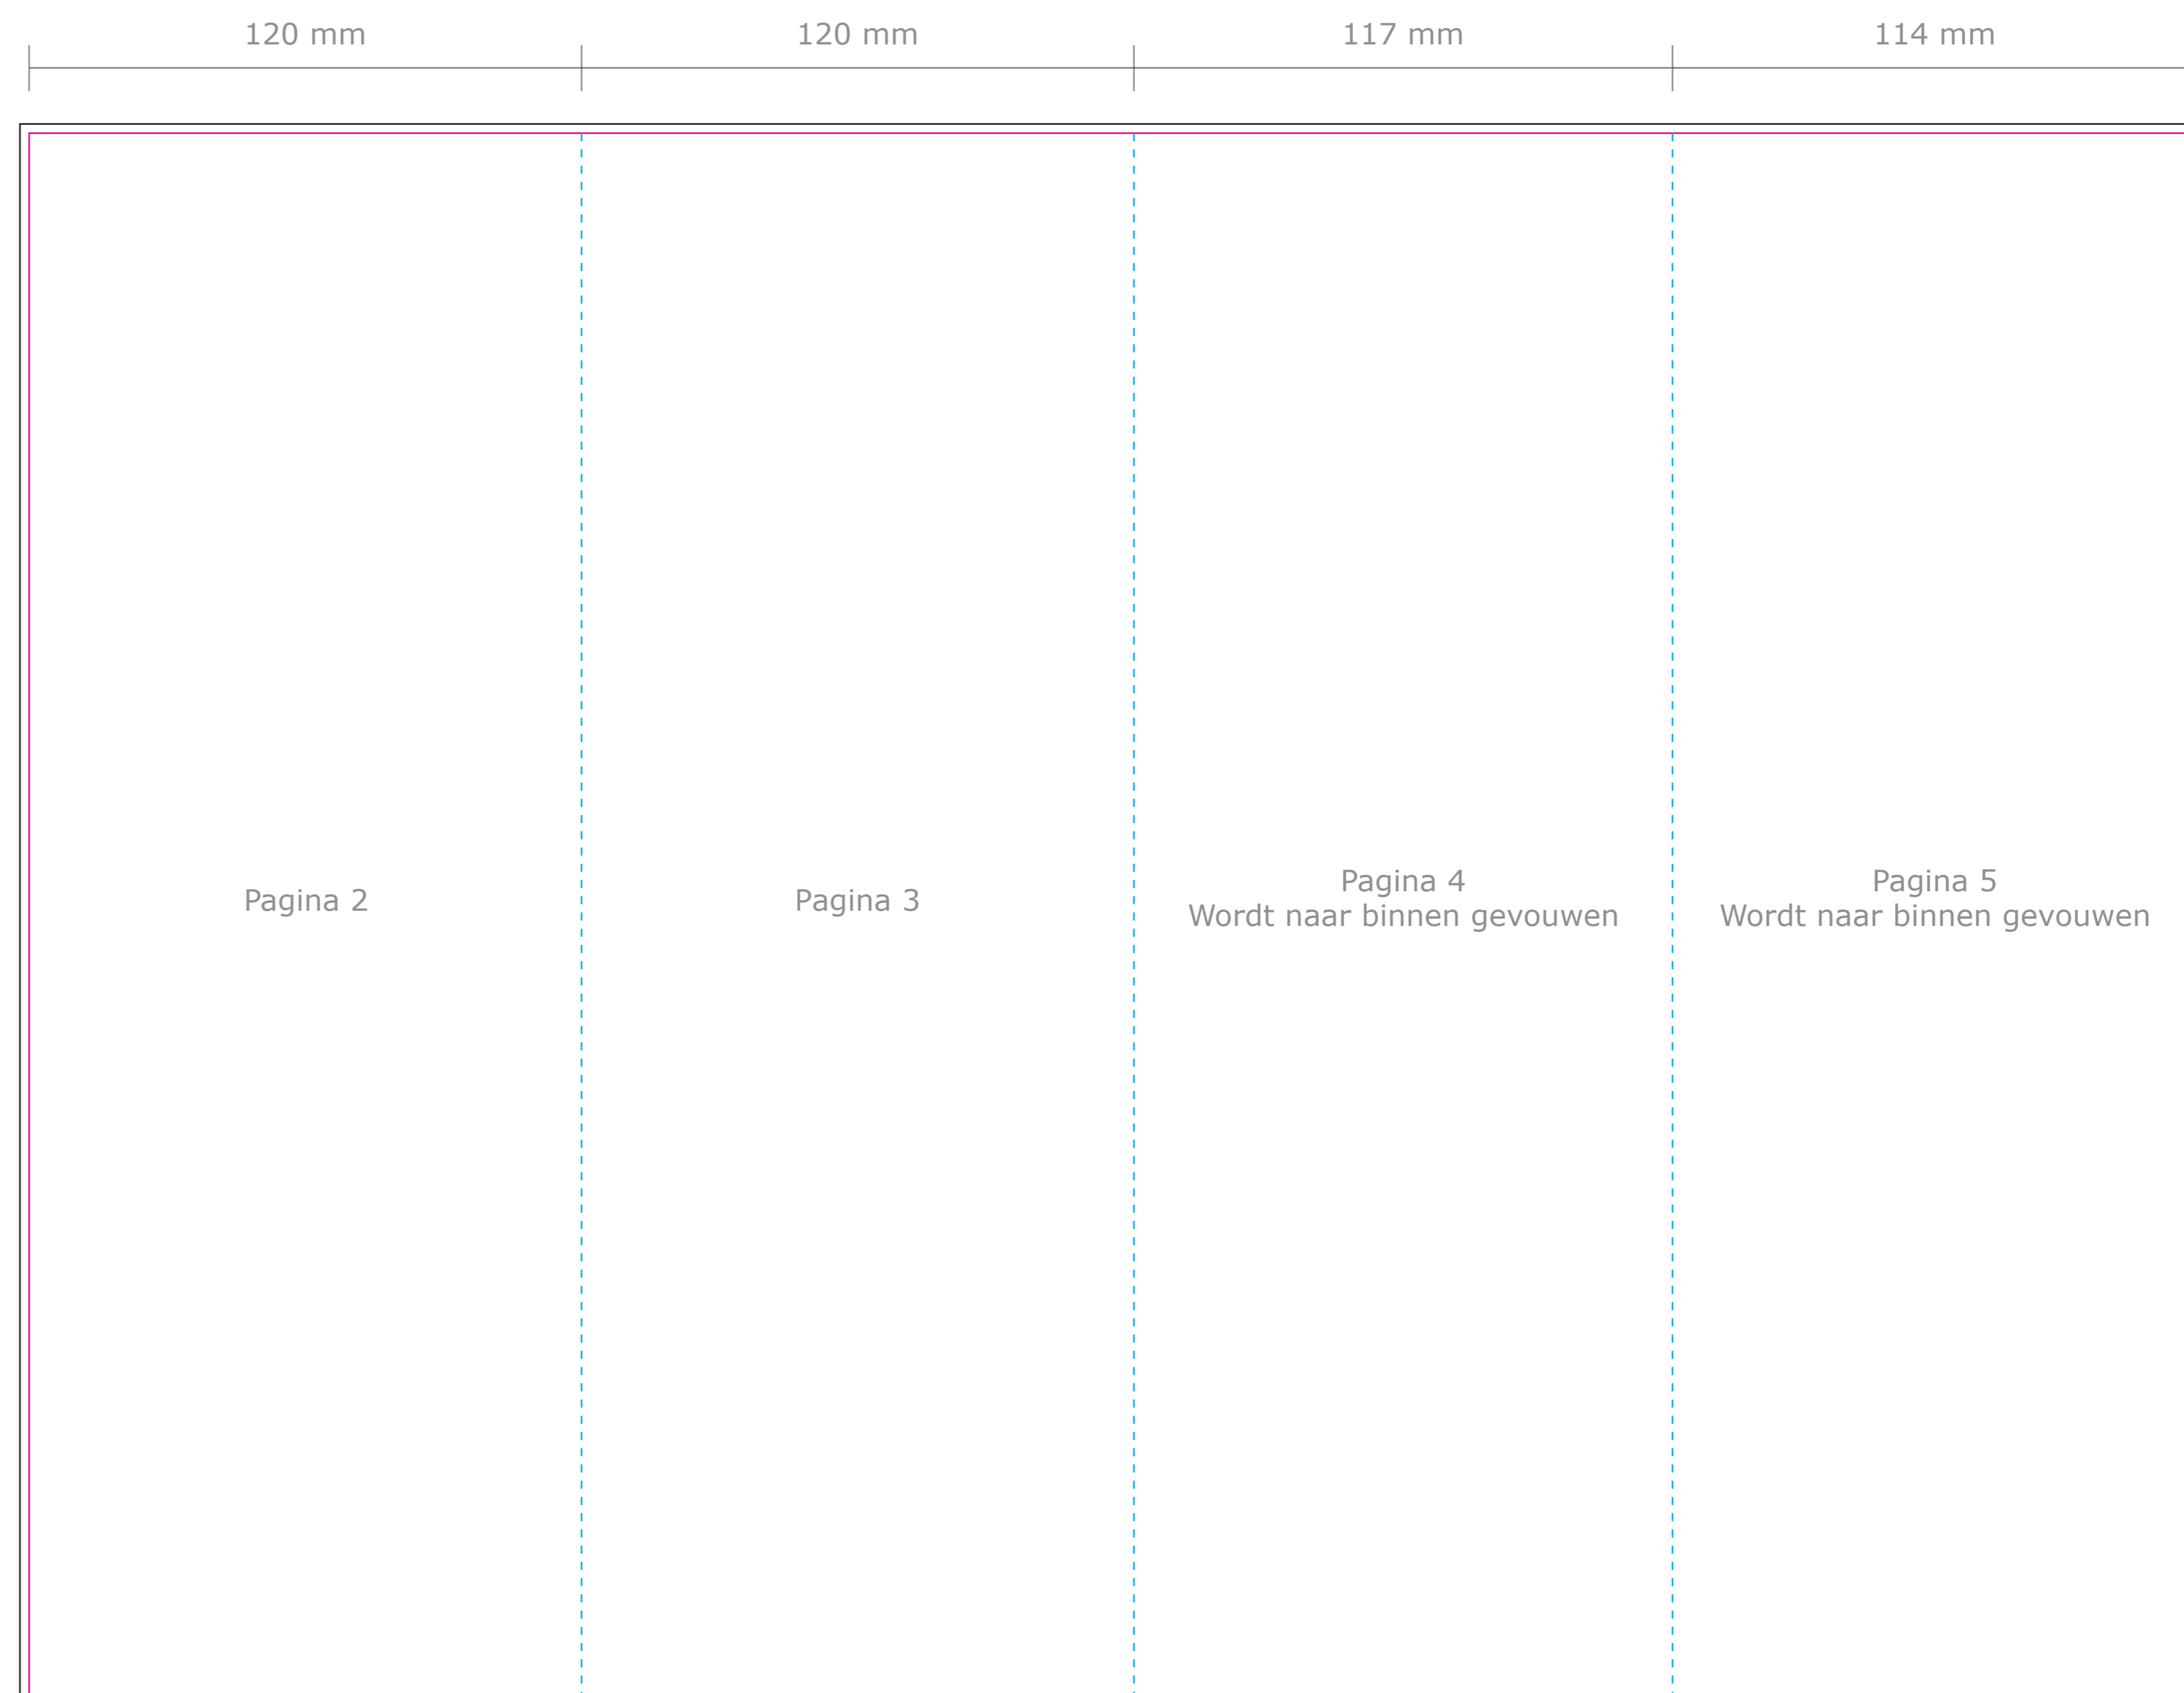 120 mm
120 mm
117 mm
114 mm
Pagina 2
Pagina 3
Pagina 4
Wordt naar binnen gevouwen
Pagina 5
Wordt naar binnen gevouwen